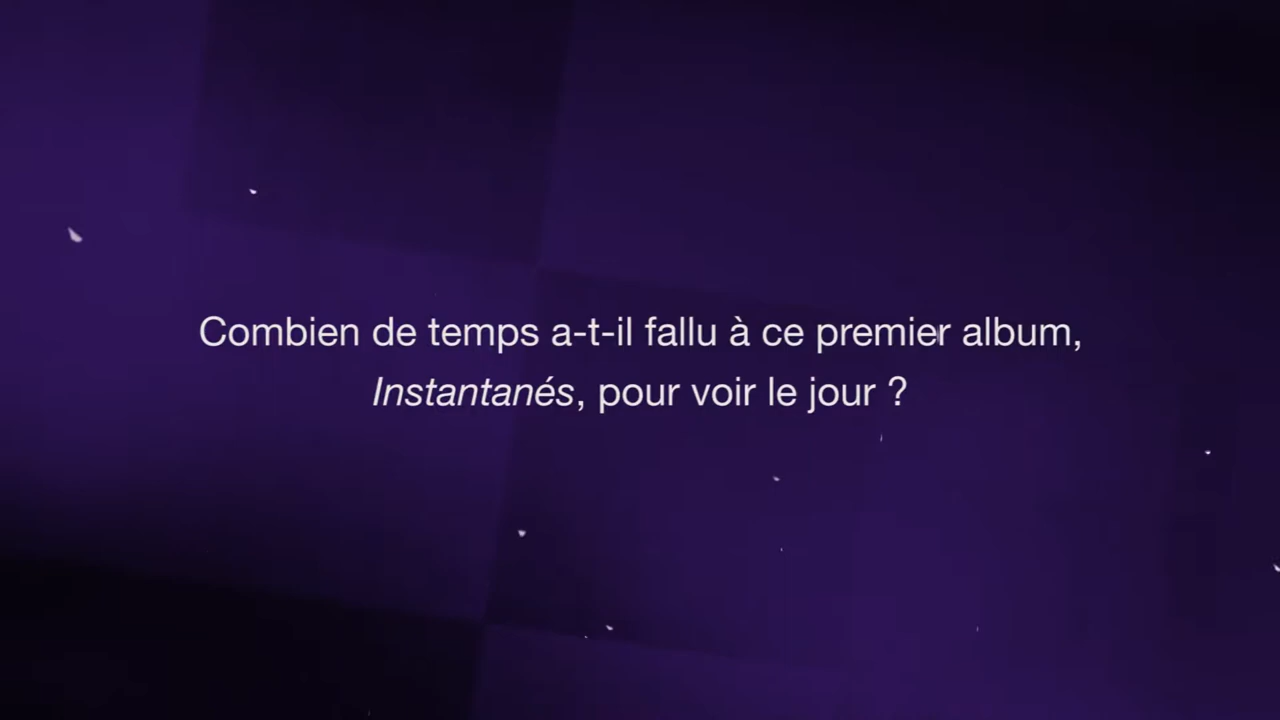 Combien de temps a-t-il fallu à ce premier album,
Instantanés, pour voir le jour ?